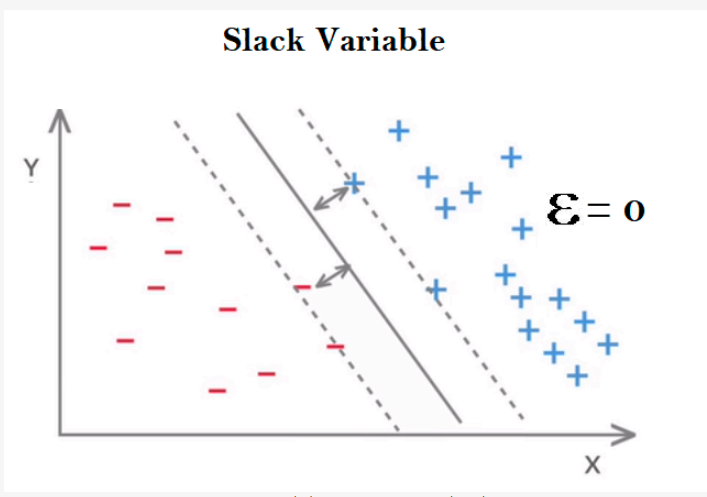 Slack Variable
Y
Ɛ = 0
X